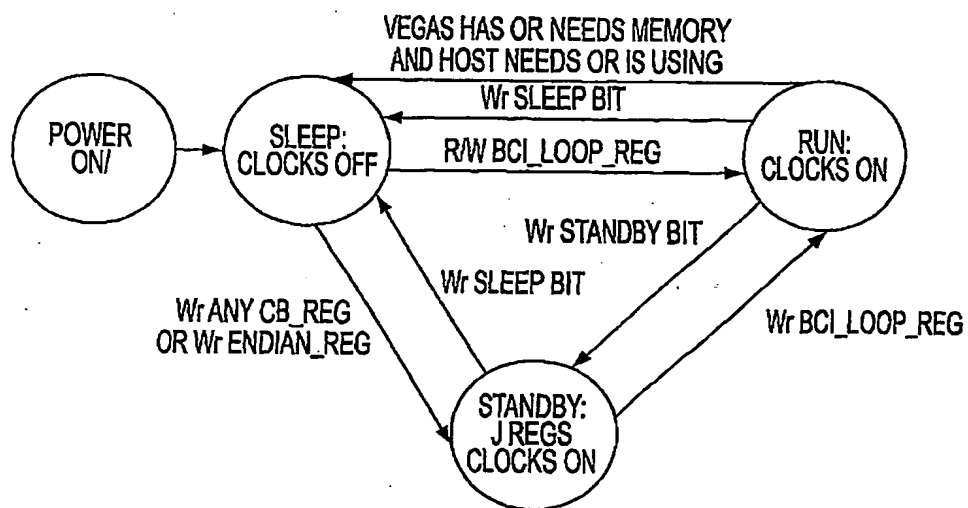 VEGAS HAS OR NEEDS MEMORY
AND HOST NEEDS OR IS USING
Wr SLEEP BIT
POWER
ON/
SLEEP:
CLOCKS OFF
R/W BCI_LOOP_REG
RUN:
CLOCKS ON
Wr STANDBY BIT
Wr SLEEP BIT
Wr ANY CB_REG
OR Wr ENDIAN_REG
Wr BCI_LOOP_REG
STANDBY:
J REGS
CLOCKS ON